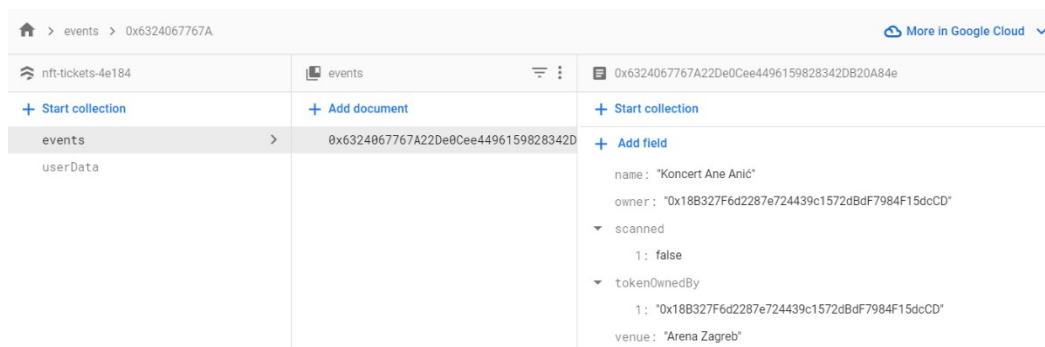 events > 0x6324067767A
More in Google Cloud
nft-tickets-4e184
events
0x6324067767A22De0Cee4496159828342DB20A84e
+ Start collection
+ Add document
+ Start collection
events
0x6324067767A22De0Cee4496159828342D
+ Add field
userData
name: "Koncert Ane Anić"
owner: "0x18B327F6d2287e724439c1572dBdF7984F15dcCD"
scanned
1: false
tokenOwnedBy
1: "0x18B327F6d2287e724439c1572dBdF7984F15dcCD"
venue: "Arena Zagreb"